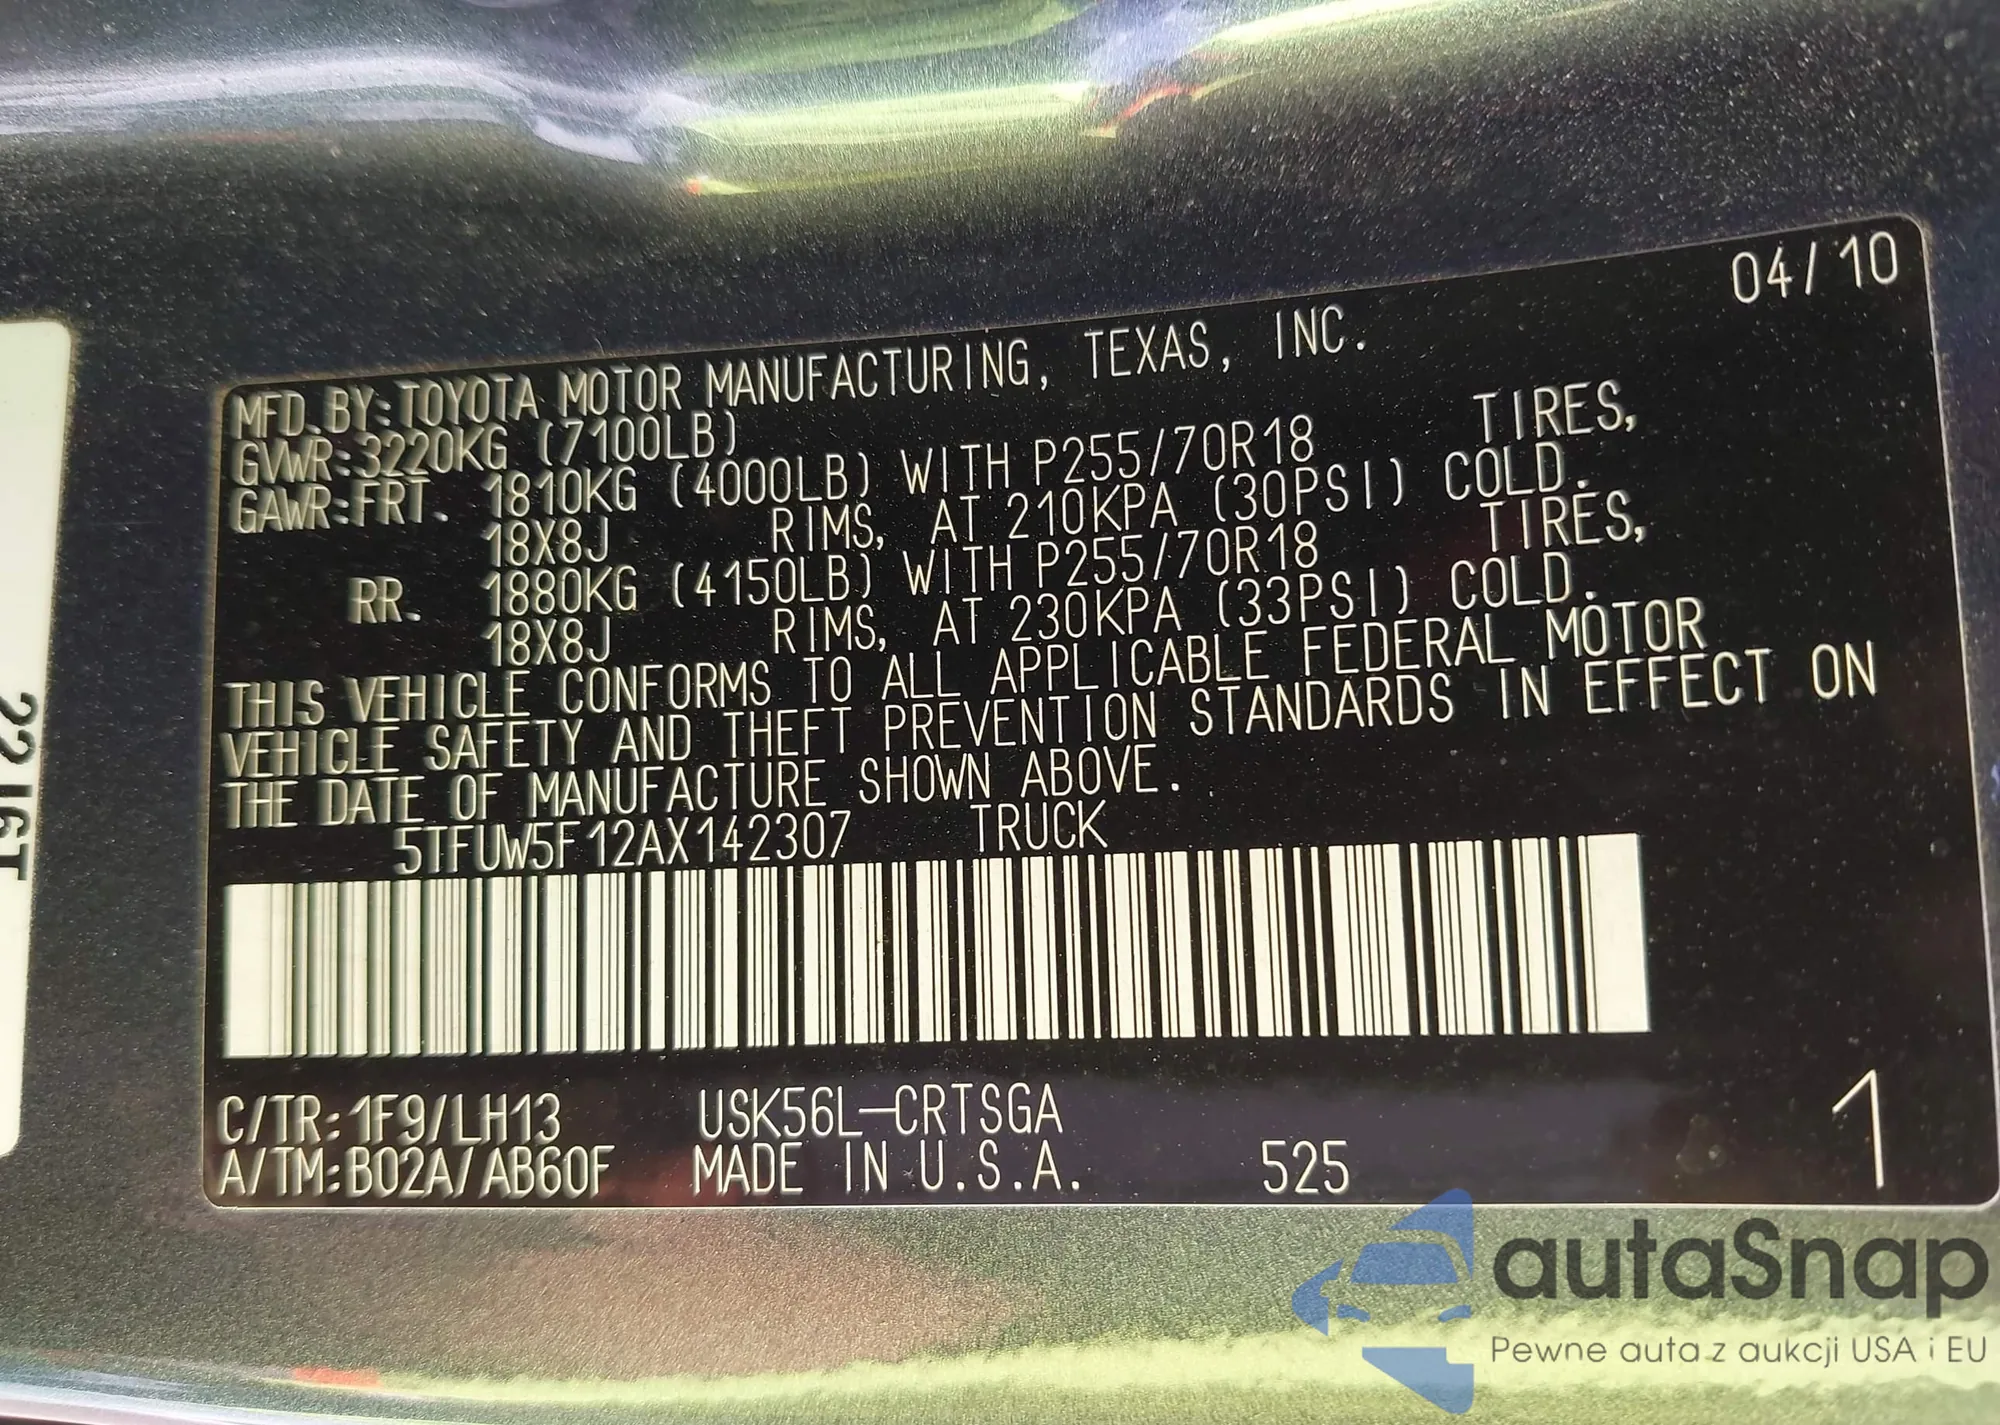 04/10
MFD. BY: TOYOTA MOTOR MANUFACTURING, TEXAS, INC.
GVWR: 3220KG (7100LB)
GAWR: FRT. 1810KG (4000LB) WITH P255/70R18 TIRES,
18X8J RIMS, AT 210KPA (30PSI) COLD.
RR. 1880KG (4150LB) WITH P255/70R18 TIRES,
18X8J RIMS, AT 230KPA (33PSI) COLD.
THIS VEHICLE CONFORMS TO ALL APPLICABLE FEDERAL MOTOR
VEHICLE SAFETY AND THEFT PREVENTION STANDARDS IN EFFECT ON
THE DATE OF MANUFACTURE SHOWN ABOVE.
5TFUW5F12AX142307 TRUCK
C/TR: 1F9/LH13 USK56L-CRTSGA
A/TM: B02A/AB60F MADE IN U.S.A. 525 1
autaSnap
Pewne auta z aukcji USA i EU